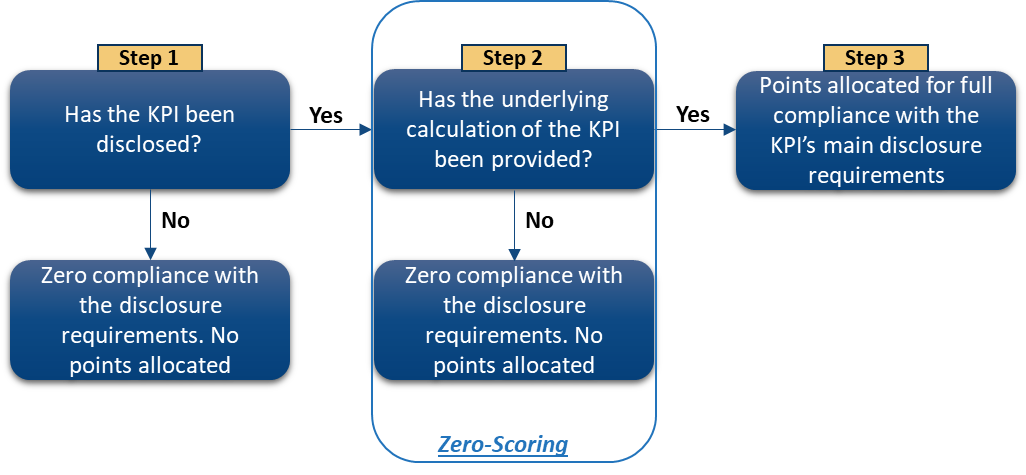 Step 1
Has the KPI been
disclosed?
Yes
No
Zero compliance with
the disclosure
requirements. No
points allocated
Step 2
Has the underlying
calculation of the KPI
been provided?
Yes
No
Zero compliance with
the disclosure
requirements. No
points allocated
Zero-Scoring
Step 3
Points allocated for full
compliance with the
KPI’s main disclosure
requirements